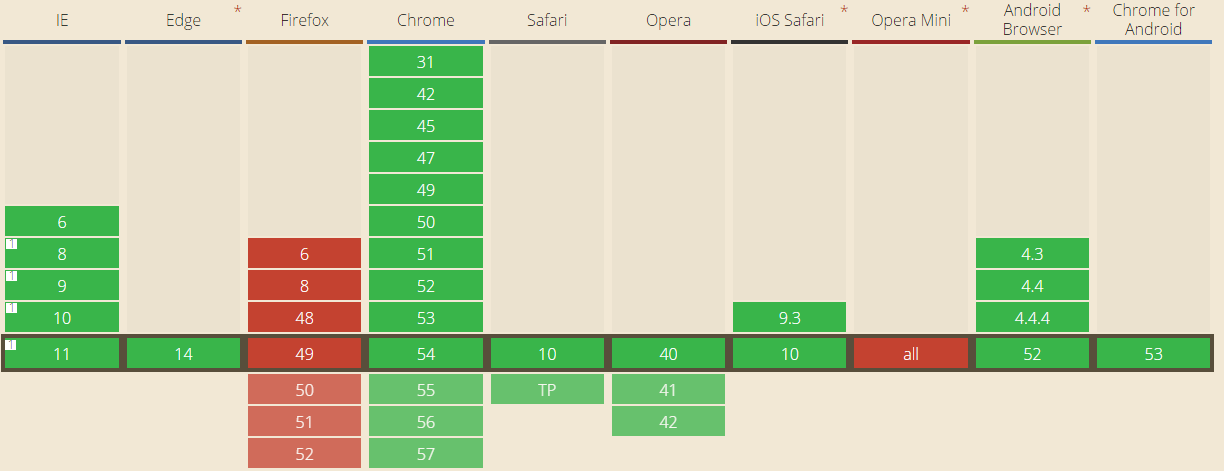 IE Edge * Firefox Chrome Safari Opera iOS Safari * Opera Mini * Android Browser * Chrome for Android
31
42
45
47
49
6 50
1 8 6 51 4.3
1 9 8 52 4.4
1 10 48 53 9.3 4.4.4
1 11 14 49 54 10 40 10 all 52 53
50 55 TP 41
51 56 42
52 57